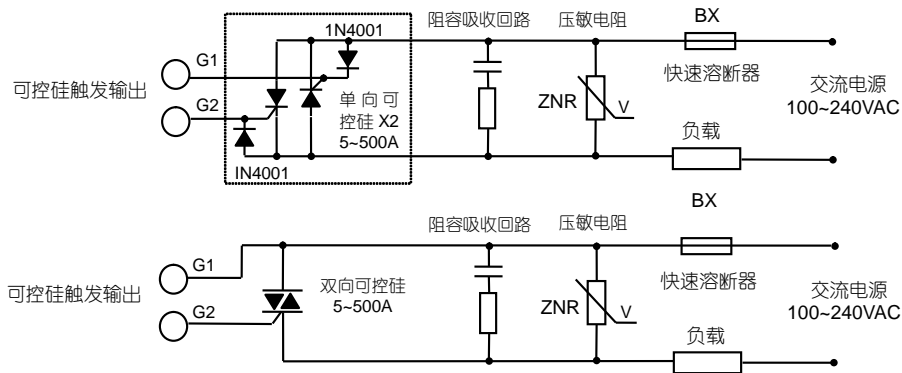 阻容吸收回路
压敏电阻
BX
1N4001
G1
可控硅触发输出
G2
快速溶断器
交流电源
100~240VAC
单向可
控硅 X2
5~500A
ZNR
V
负载
IN4001
BX
阻容吸收回路
压敏电阻
G1
可控硅触发输出
G2
双向可控硅
5~500A
快速溶断器
交流电源
100~240VAC
ZNR
V
负载